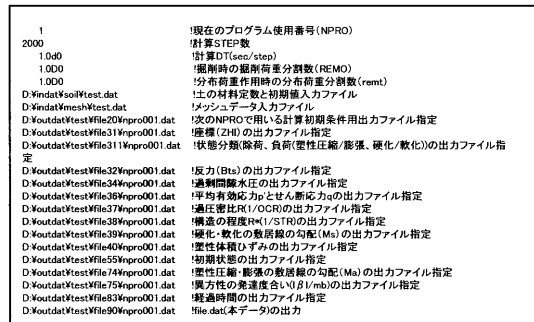 1 !現在のプログラム使用番号(NPRO)
2000 !計算STEP数
1.0d0 !計算DT(sec/step)
1.0D0 !掘削時の掘削荷重分割数(REMO)
1.0D0 !分布荷重作用時の分布荷重分割数(remt)
D:¥indat¥soil¥test.dat !土の材料定数と初期値入力ファイル
D:¥indat¥mesh¥test.dat !メッシュデータ入力ファイル
D:¥outdat¥test¥file20¥npro001.dat !次のNPROで用いる計算初期条件用出力ファイル指定
D:¥outdat¥test¥file31¥npro001.dat !座標(ZHI)の出力ファイル指定
D:¥outdat¥test¥file311¥npro001.dat !状態分類(除荷、負荷(塑性圧縮/膨張、硬化/軟化))の出力ファイル指
定
D:¥outdat¥test¥file32¥npro001.dat !反力(Bts)の出力ファイル指定
D:¥outdat¥test¥file34¥npro001.dat !過剰間隙水圧の出力ファイル指定
D:¥outdat¥test¥file36¥npro001.dat !平均有効応力p'とせん断応力qの出力ファイル指定
D:¥outdat¥test¥file37¥npro001.dat !過圧密比R(1/OCR)の出力ファイル指定
D:¥outdat¥test¥file38¥npro001.dat !構造の程度R*(1/STR)の出力ファイル指定
D:¥outdat¥test¥file39¥npro001.dat !硬化・軟化の敷居線の勾配(Ms)の出力ファイル指定
D:¥outdat¥test¥file40¥npro001.dat !塑性体積ひずみの出力ファイル指定
D:¥outdat¥test¥file55¥npro001.dat !初期状態の出力ファイル指定
D:¥outdat¥test¥file74¥npro001.dat !塑性圧縮・膨張の敷居線の勾配(Ma)の出力ファイル指定
D:¥outdat¥test¥file75¥npro001.dat !異方性の発達度合い(|β|/mb)の出力ファイル指定
D:¥outdat¥test¥file83¥npro001.dat !経過時間の出力ファイル指定
D:¥outdat¥test¥file90¥npro001.dat !file.dat(本データ)の出力